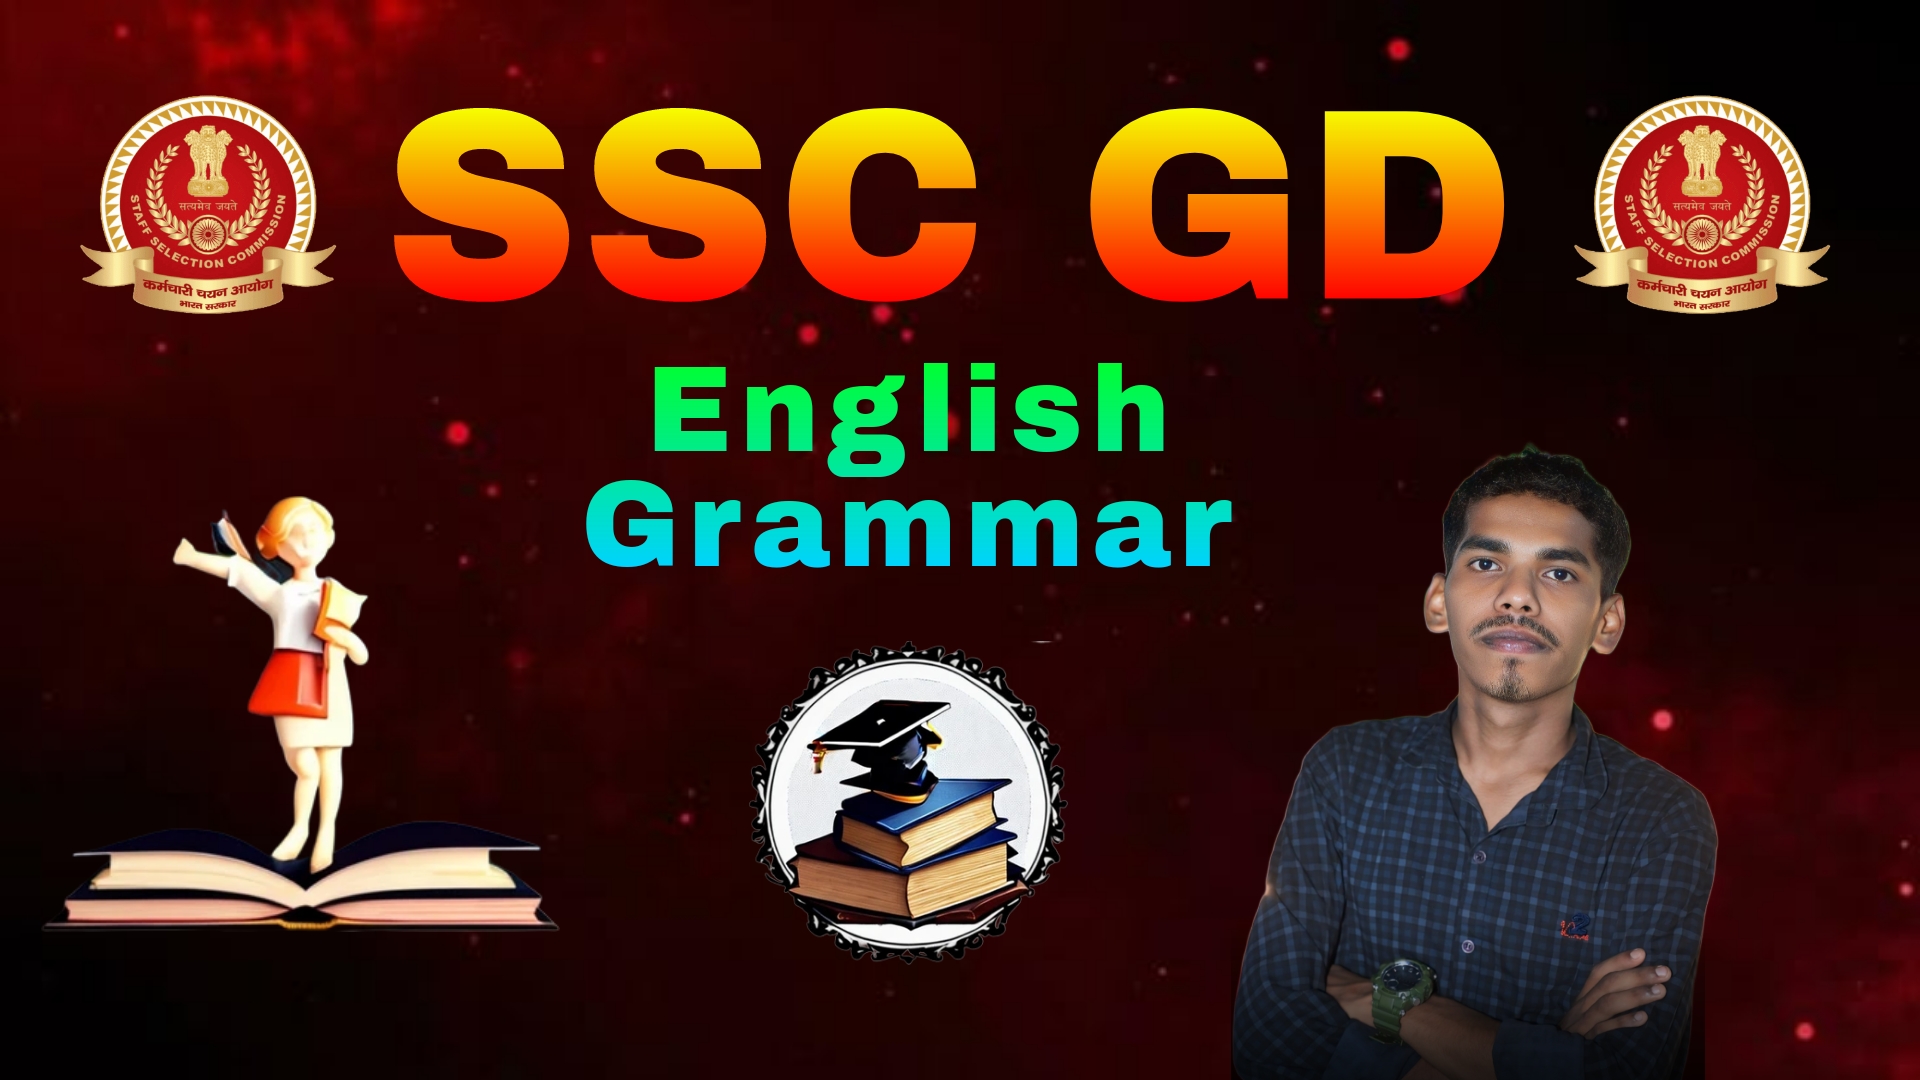 SSC GD
सत्यमेव जयते
STAFF SELECTION COMMISSION
कर्मचारी चयन आयोग
भारत सरकार
सत्यमेव जयते
STAFF SELECTION COMMISSION
कर्मचारी चयन आयोग
भारत सरकार
English
Grammar